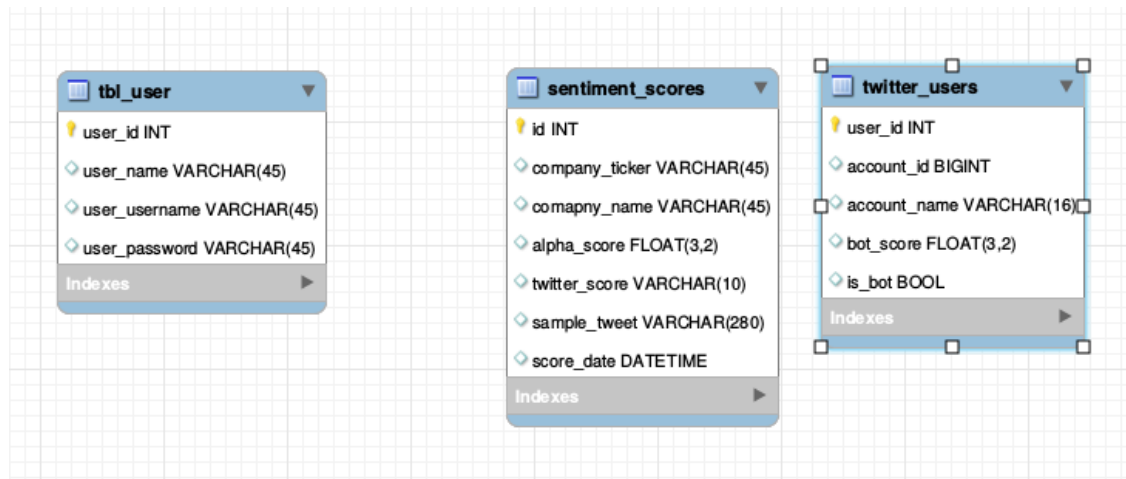 tbl_user
user_id INT
user_name VARCHAR(45)
user_username VARCHAR(45)
user_password VARCHAR(45)
Indexes
sentiment_scores
id INT
company_ticker VARCHAR(45)
comapny_name VARCHAR(45)
alpha_score FLOAT(3,2)
twitter_score VARCHAR(10)
sample_tweet VARCHAR(280)
score_date DATETIME
Indexes
twitter_users
user_id INT
account_id BIGINT
account_name VARCHAR(16)
bot_score FLOAT(3,2)
is_bot BOOL
Indexes